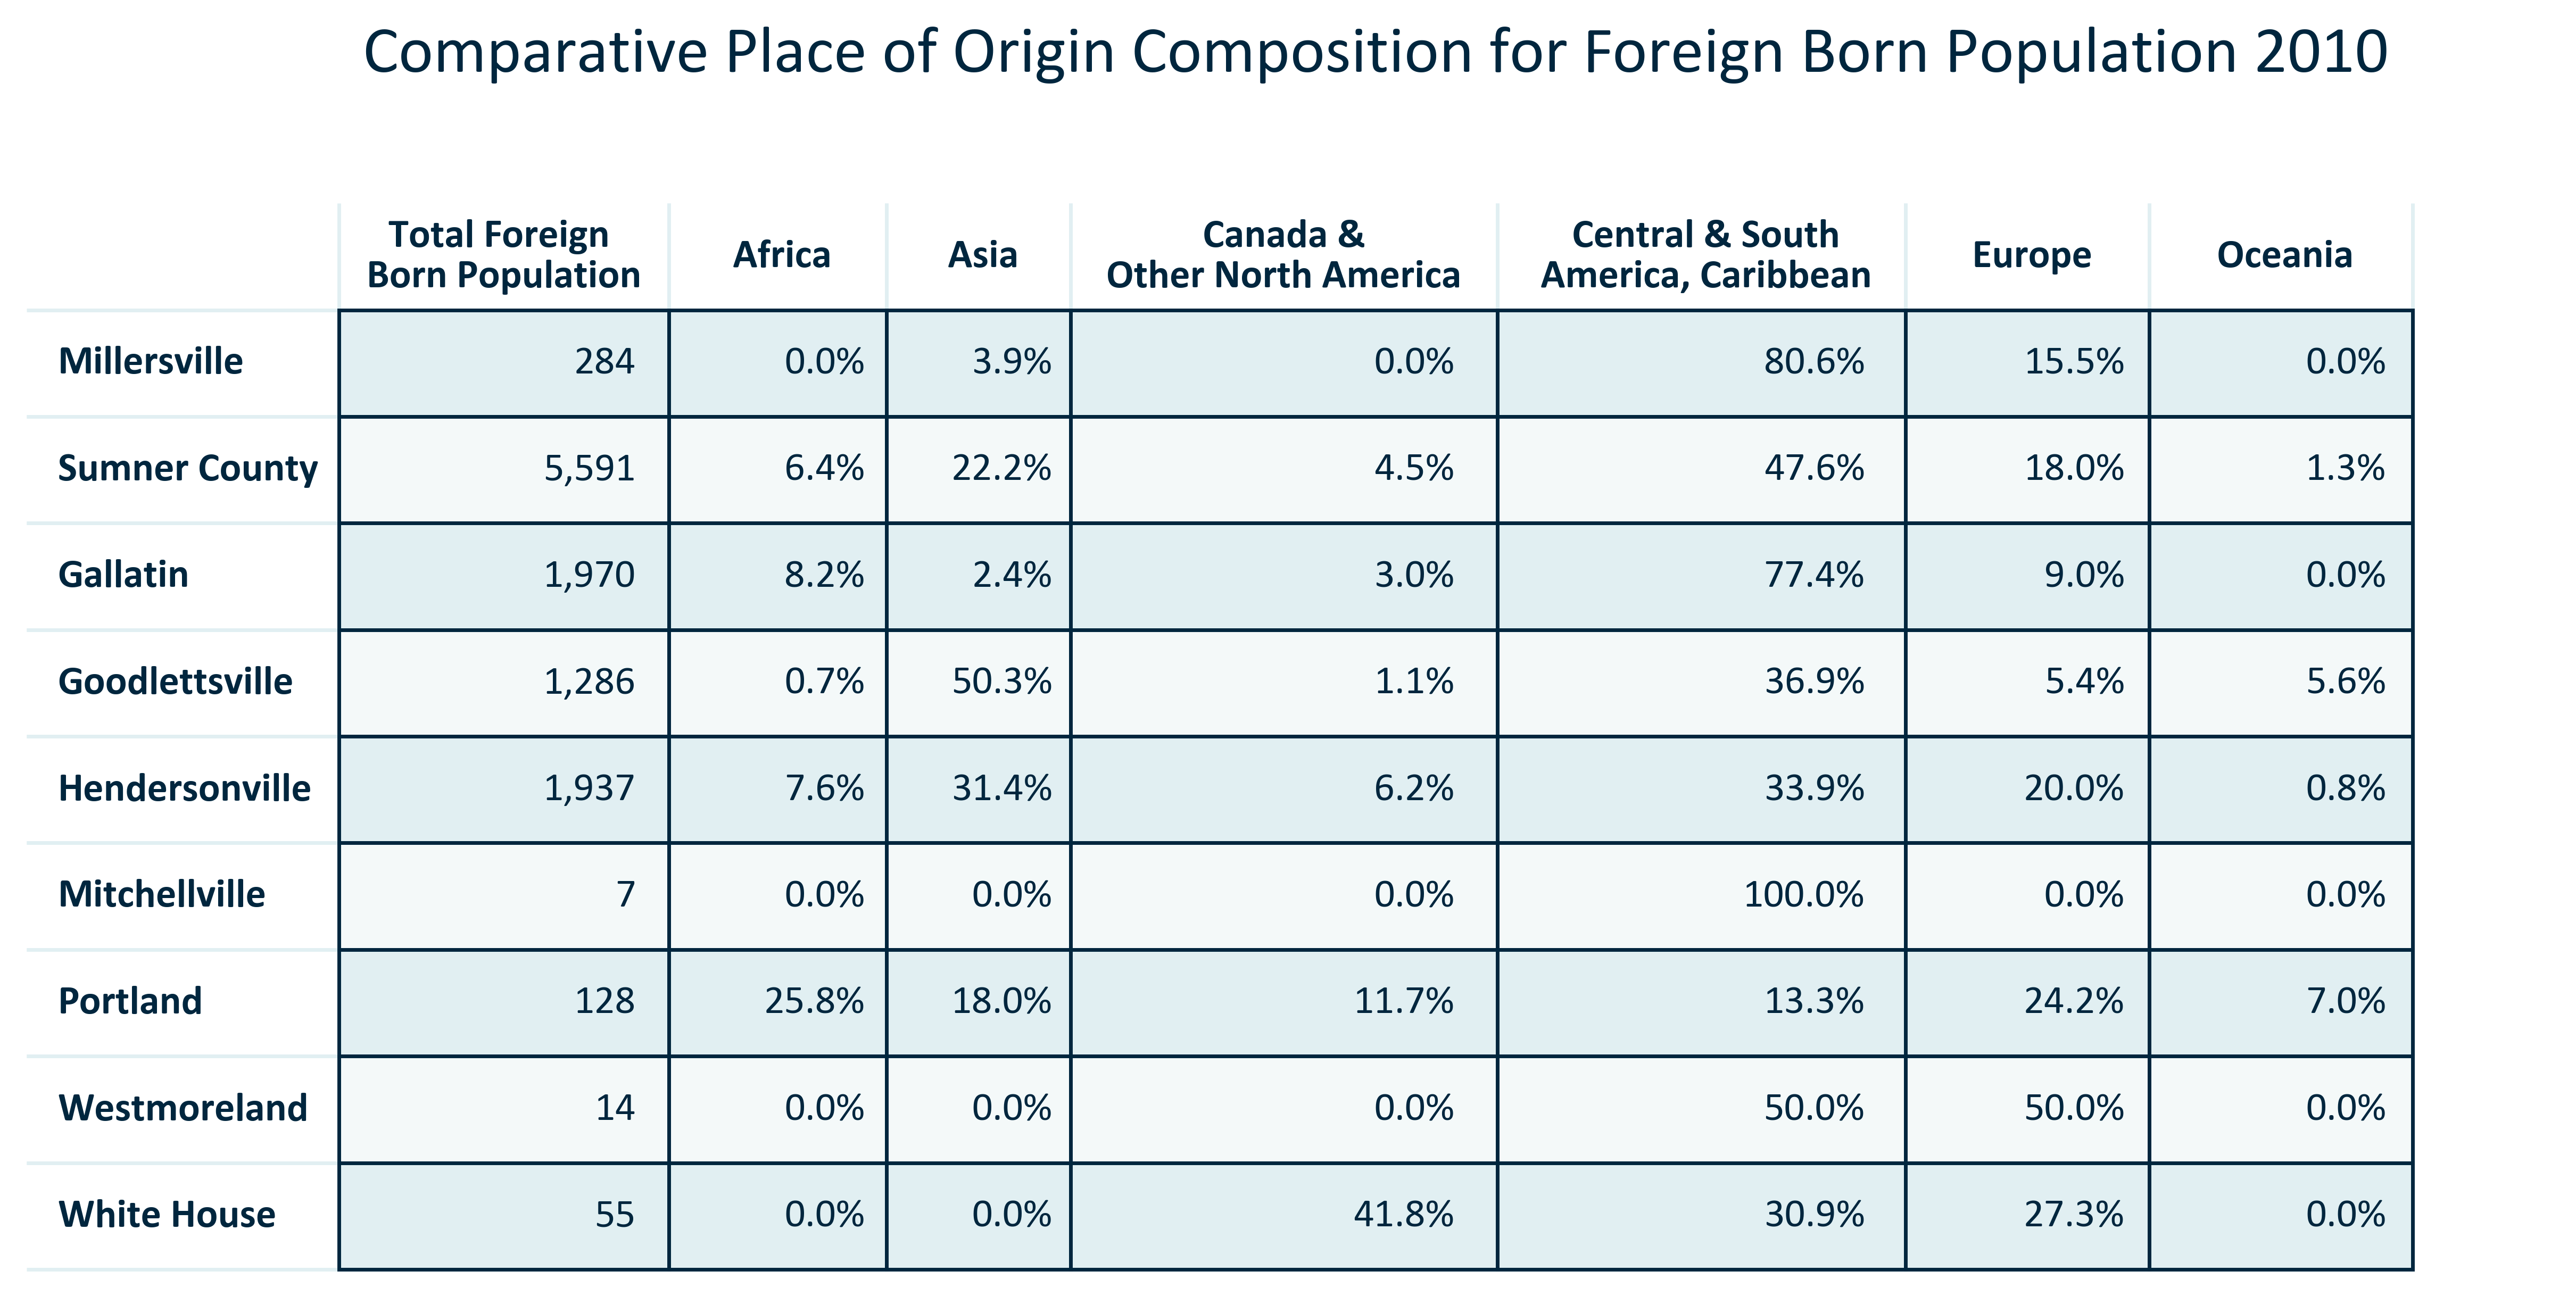 Comparative Place of Origin Composition for Foreign Born Population 2010
Total Foreign Born Population Africa Asia Canada & Other North America Central & South America, Caribbean Europe Oceania
Millersville 284 0.0% 3.9% 0.0% 80.6% 15.5% 0.0%
Sumner County 5,591 6.4% 22.2% 4.5% 47.6% 18.0% 1.3%
Gallatin 1,970 8.2% 2.4% 3.0% 77.4% 9.0% 0.0%
Goodlettsville 1,286 0.7% 50.3% 1.1% 36.9% 5.4% 5.6%
Hendersonville 1,937 7.6% 31.4% 6.2% 33.9% 20.0% 0.8%
Mitchellville 7 0.0% 0.0% 0.0% 100.0% 0.0% 0.0%
Portland 128 25.8% 18.0% 11.7% 13.3% 24.2% 7.0%
Westmoreland 14 0.0% 0.0% 0.0% 50.0% 50.0% 0.0%
White House 55 0.0% 0.0% 41.8% 30.9% 27.3% 0.0%